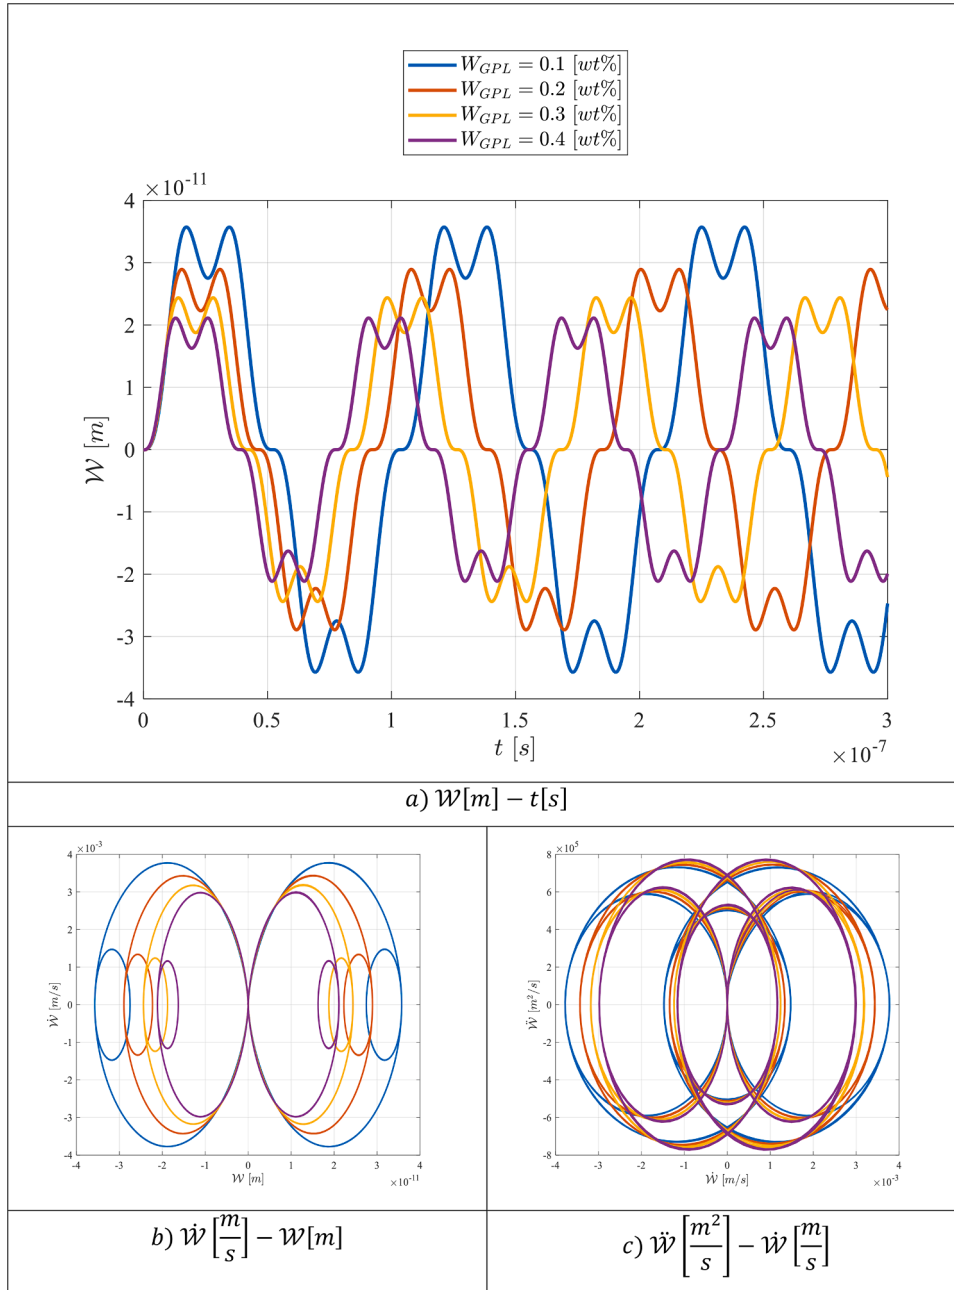 W_GPL = 0.1 [wt%]
W_GPL = 0.2 [wt%]
W_GPL = 0.3 [wt%]
W_GPL = 0.4 [wt%]
×10⁻¹¹
4
3
2
1
0
-1
-2
-3
-4
𝒲 [m]
0 0.5 1 1.5 2 2.5 3
t [s]
×10⁻⁷
a) 𝒲[m] − t[s]
×10⁻³
4
3
2
1
0
-1
-2
-3
-4
𝒲̇ [m/s]
-4 -3 -2 -1 0 1 2 3 4
𝒲 [m]
×10⁻¹¹
×10⁵
8
6
4
2
0
-2
-4
-6
-8
𝒲̈ [m²/s]
-4 -3 -2 -1 0 1 2 3 4
𝒲̇ [m/s]
×10⁻³
b) 𝒲̇ [m/s] − 𝒲[m]
c) 𝒲̈ [m²/s] − 𝒲̇ [m/s]